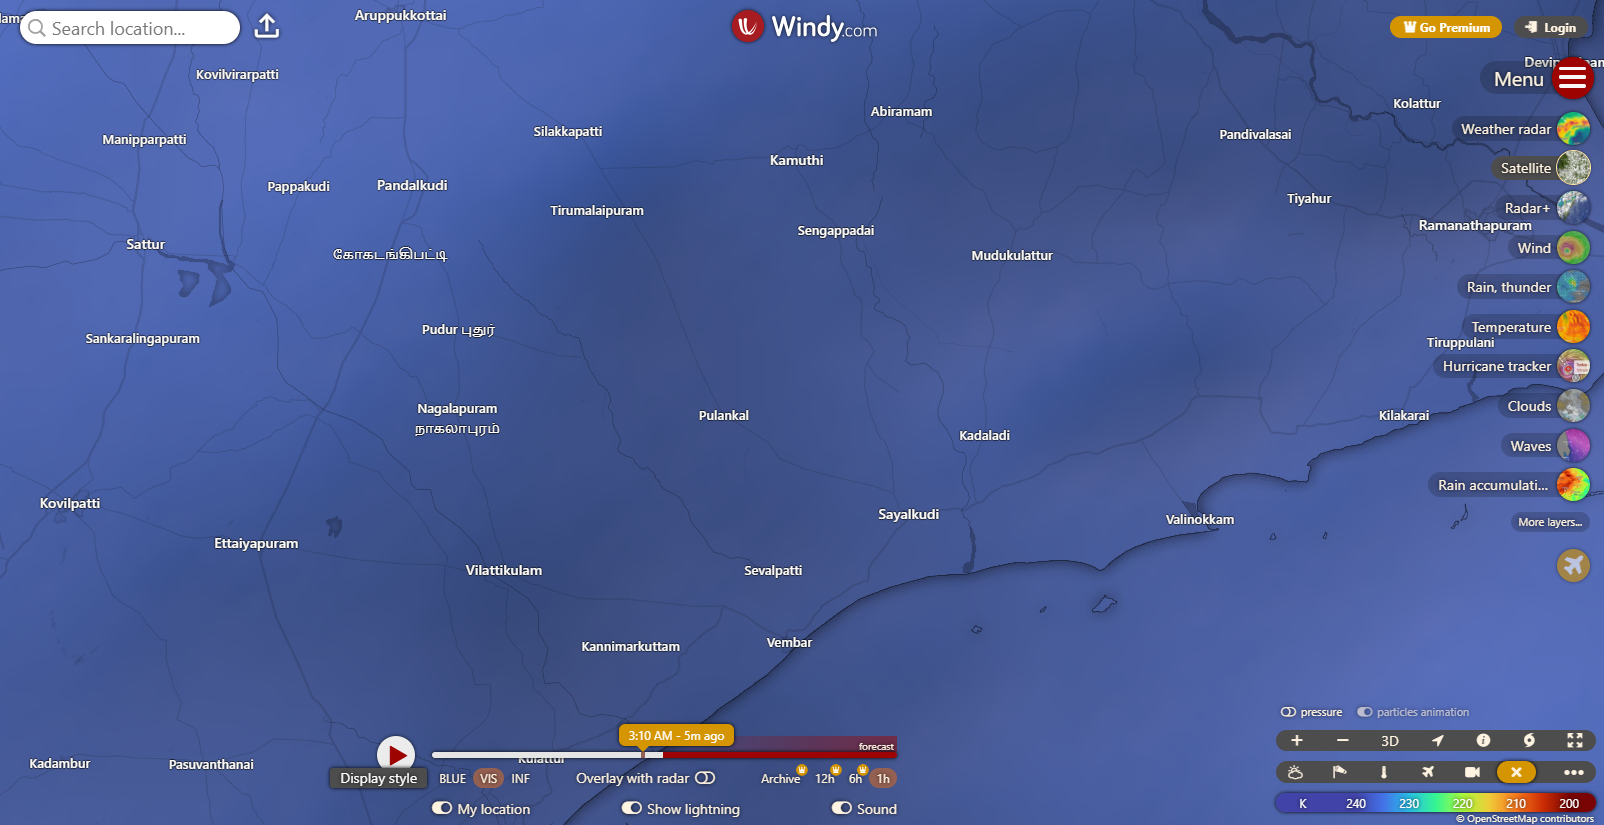 Search location...
Aruppukkottai
Windy.com
Go Premium
Login
Kovilvirarpatti
Menu
Abiramam
Kolattur
Manipparpatti
Silakkapatti
Pandivalasai
Weather radar
Kamuthi
Satellite
Pappakudi
Pandalkudi
Tirumalaipuram
Tiyahur
Radar+
Ramanathapuram
Sattur
Sengappadai
Wind
கோகடங்கிபட்டி
Mudukulattur
Rain, thunder
Pudur புதுர்
Temperature
Sankaralingapuram
Tiruppulani
Hurricane tracker
Nagalapuram
நாகலாபுரம்
Pulankal
Clouds
Kilakarai
Kadaladi
Waves
Rain accumulati...
Kovilpatti
Sayalkudi
Valinokkam
More layers...
Ettaiyapuram
Vilattikulam
Sevalpatti
Kannimarkuttam
Vembar
pressure
particles animation
3:10 AM - 5m ago
forecast
3D
Kadambur
Pasuvanthanai
Kulattur
Display style
BLUE VIS INF
Overlay with radar
Archive 12h 6h 1h
My location
Show lightning
Sound
K 240 230 220 210 200
© OpenStreetMap contributors